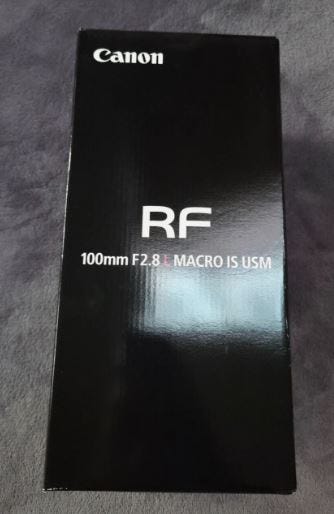 Canon
RF
100mm F2.8 L MACRO IS USM